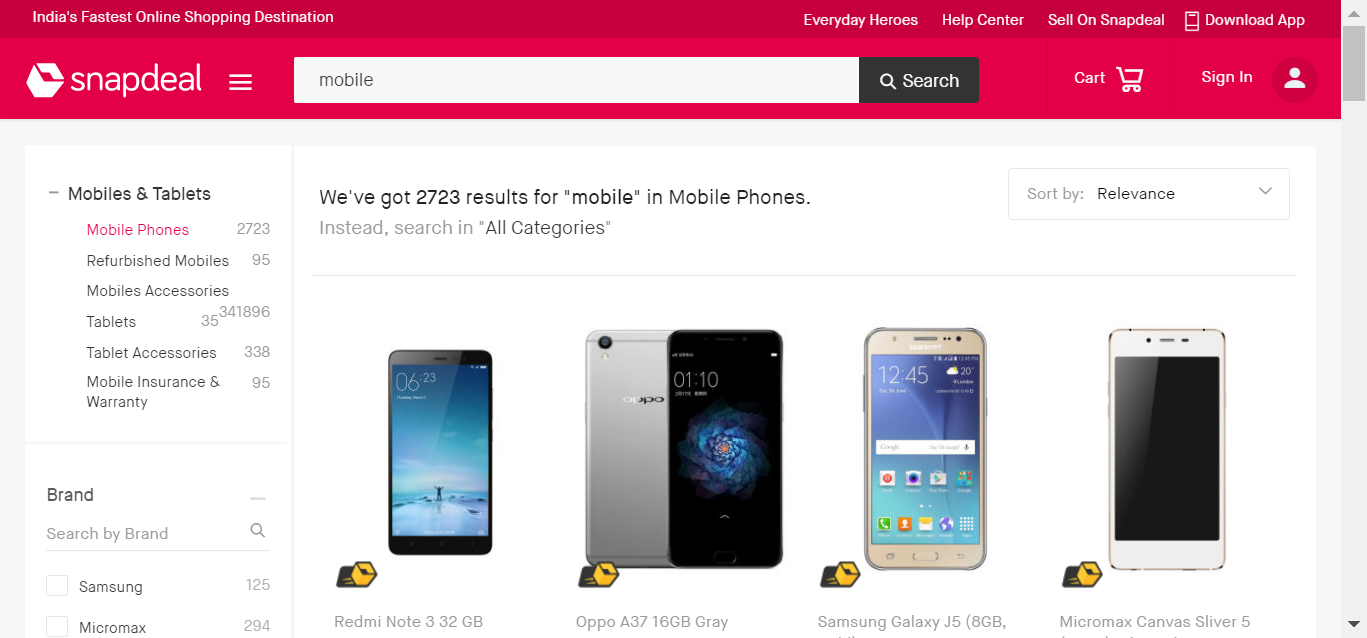 India's Fastest Online Shopping Destination
Everyday Heroes
Help Center
Sell On Snapdeal
Download App
snapdeal
mobile
Search
Cart
Sign In
Mobiles & Tablets
Mobile Phones 2723
Refurbished Mobiles 95
Mobiles Accessories
341896
Tablets 35
Tablet Accessories 338
Mobile Insurance & 95
Warranty
Brand
Search by Brand
Samsung 125
Micromax 294
We've got 2723 results for "mobile" in Mobile Phones.
Instead, search in "All Categories"
Sort by: Relevance
06:23
oppo
01:10
SAMSUNG
12:45
20°
Google
Redmi Note 3 32 GB
Oppo A37 16GB Gray
Samsung Galaxy J5 (8GB,
Micromax Canvas Sliver 5